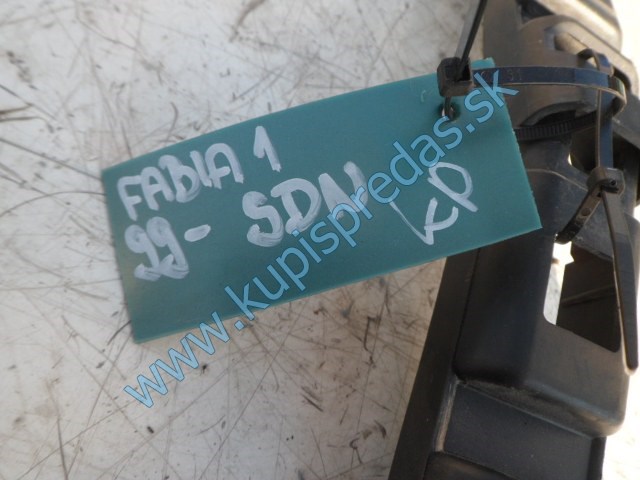 FABIA 1
99- SDN KP
www.kupispredas.sk